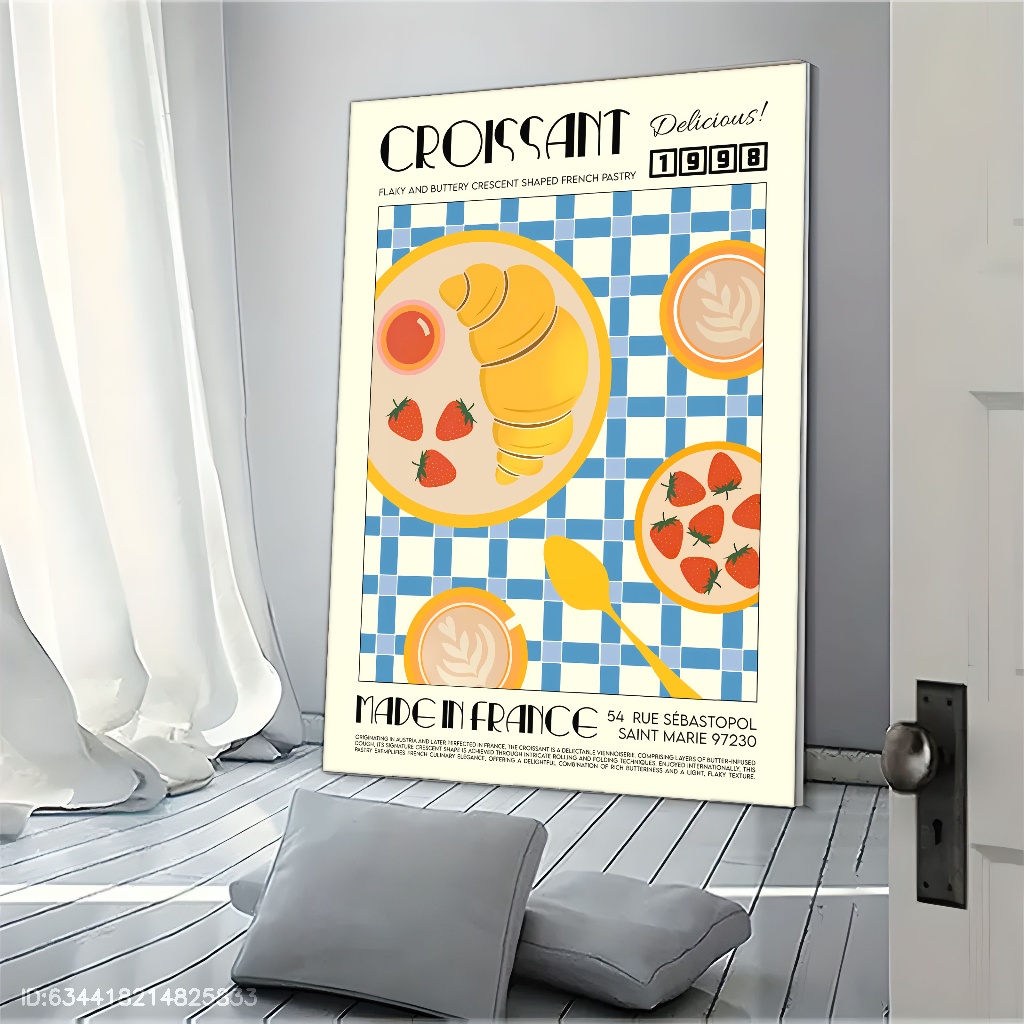 CROISSANT
Delicious!
1998
FLAKY AND BUTTERY CRESCENT SHAPED FRENCH PASTRY
MADE IN FRANCE
54 RUE SÉBASTOPOL
SAINT MARIE 97230
ORIGINATING IN AUSTRIA AND LATER PERFECTED IN FRANCE, THE CROISSANT IS A DELECTABLE VIENNOISERIE. COMPRISING LAYERS OF BUTTER-INFUSED
DOUGH, ITS SIGNATURE CRESCENT SHAPE IS ACHIEVED THROUGH INTRICATE ROLLING AND FOLDING TECHNIQUES. ENJOYED INTERNATIONALLY, THIS
PASTRY EXEMPLIFIES FRENCH CULINARY ELEGANCE, OFFERING A DELIGHTFUL COMBINATION OF RICH BUTTERINESS AND A LIGHT, FLAKY TEXTURE.